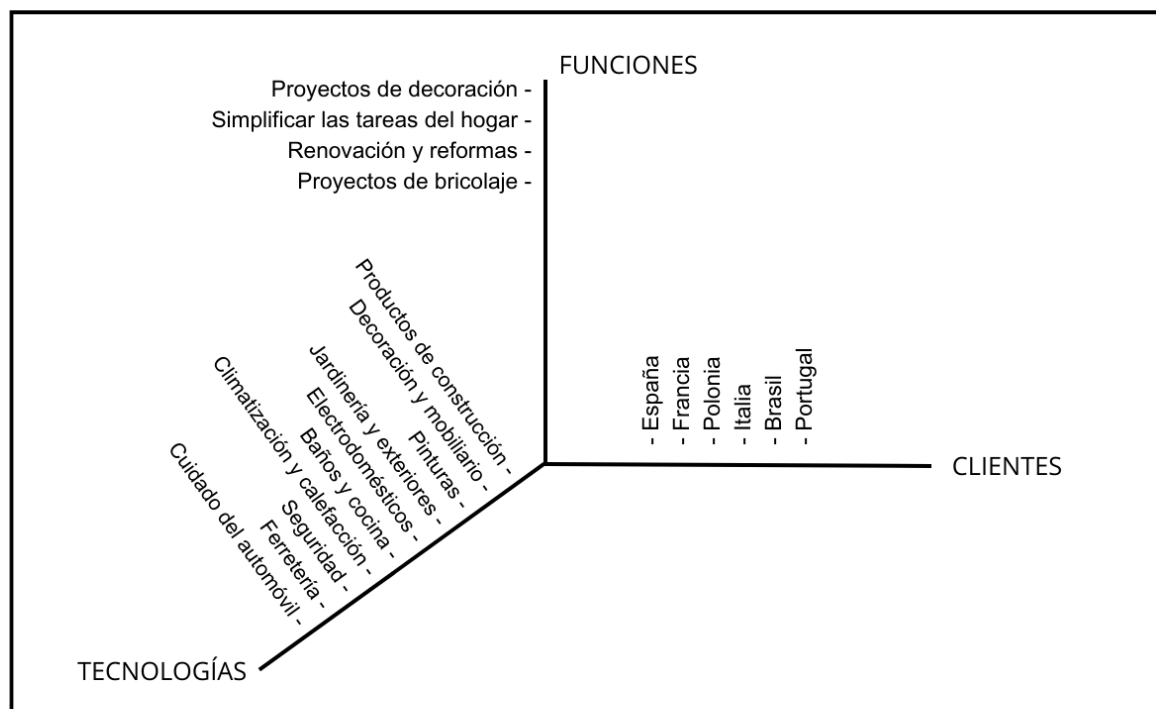 FUNCIONES
Proyectos de decoración -
Simplificar las tareas del hogar -
Renovación y reformas -
Proyectos de bricolaje -
Productos de construcción -
Decoración y mobiliario -
Pinturas -
Jardinería y exteriores -
Electrodomésticos -
Baños y cocina -
Climatización y calefacción -
Seguridad -
Ferretería -
Cuidado del automóvil -
TECNOLOGÍAS
- España
- Francia
- Polonia
- Italia
- Brasil
- Portugal
CLIENTES